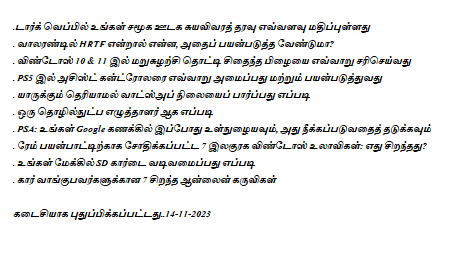 .டார்க் வெப்பில் உங்கள் சமூக ஊடக சுயவிவரத் தரவு எவ்வளவு மதிப்புள்ளது
. வாலரண்டில் HRTF என்றால் என்ன, அதைப் பயன்படுத்த வேண்டுமா?
. விண்டோஸ் 10 & 11 இல் மறுசுழற்சி தொட்டி சிதைந்த பிழையை எவ்வாறு சரிசெய்வது
. PS5 இல் அசிஸ்ட் கன்ட்ரோலரை எவ்வாறு அமைப்பது மற்றும் பயன்படுத்துவது
. யாருக்கும் தெரியாமல் வாட்ஸ்அப் நிலையைப் பார்ப்பது எப்படி
. ஒரு தொழில்நுட்ப எழுத்தாளர் ஆக எப்படி
. PSA: உங்கள் Google கணக்கில் இப்போது உள்நுழையவும், அது நீக்கப்படுவதைத் தடுக்கவும்
. ரேம் பயன்பாட்டிற்காக சோதிக்கப்பட்ட 7 இலகுரக விண்டோஸ் உலாவிகள்: எது சிறந்தது?
. உங்கள் மேக்கில் SD கார்டை வடிவமைப்பது எப்படி
. கார் வாங்குபவர்களுக்கான 7 சிறந்த ஆன்லைன் கருவிகள்
கடைசியாக புதுப்பிக்கப்பட்டது..14-11-2023